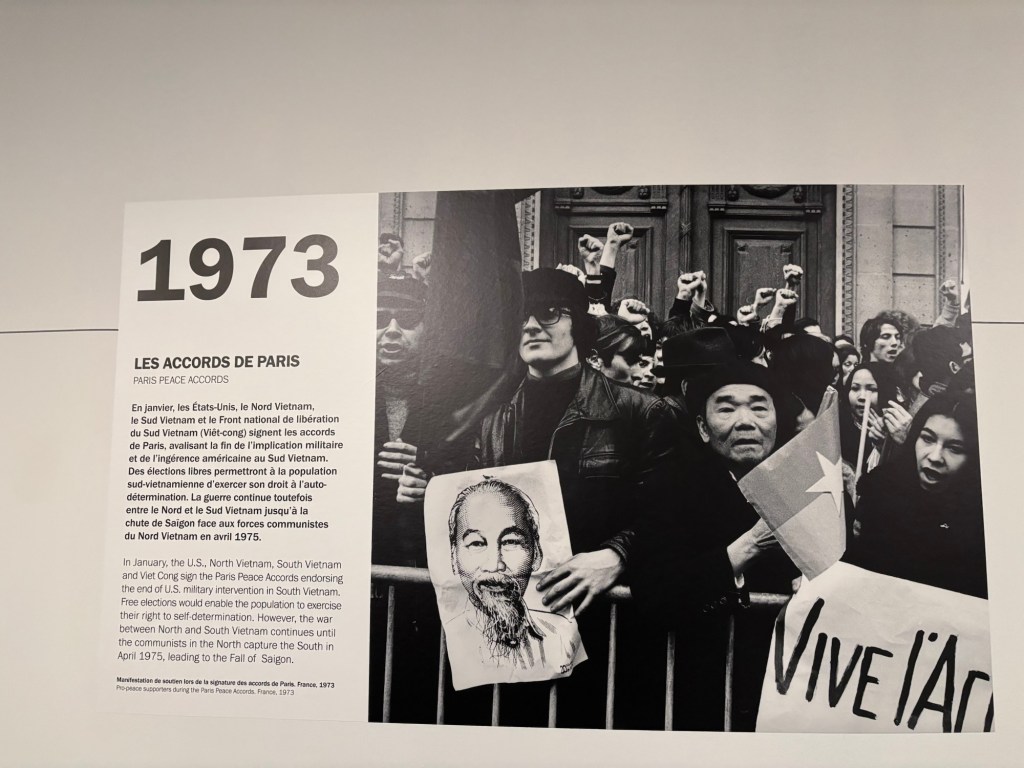 1973
LES ACCORDS DE PARIS
PARIS PEACE ACCORDS
En janvier, les États-Unis, le Nord Vietnam,
le Sud Vietnam et le Front national de libération
du Sud Vietnam (Viêt-cong) signent les accords
de Paris, avalisant la fin de l'implication militaire
et de l'ingérence américaine au Sud Vietnam.
Des élections libres permettront à la population
sud-vietnamienne d'exercer son droit à l'auto-
détermination. La guerre continue toutefois
entre le Nord et le Sud Vietnam jusqu'à la
chute de Saïgon face aux forces communistes
du Nord Vietnam en avril 1975.
In January, the U.S., North Vietnam, South Vietnam
and Viet Cong sign the Paris Peace Accords endorsing
the end of U.S. military intervention in South Vietnam.
Free elections would enable the population to exercise
their right to self-determination. However, the war
between North and South Vietnam continues until
the communists in the North capture the South in
April 1975, leading to the Fall of Saigon.
Manifestation de soutien lors de la signature des accords de Paris. France, 1973
Pro-peace supporters during the Paris Peace Accords. France, 1973
VIVE l'AC